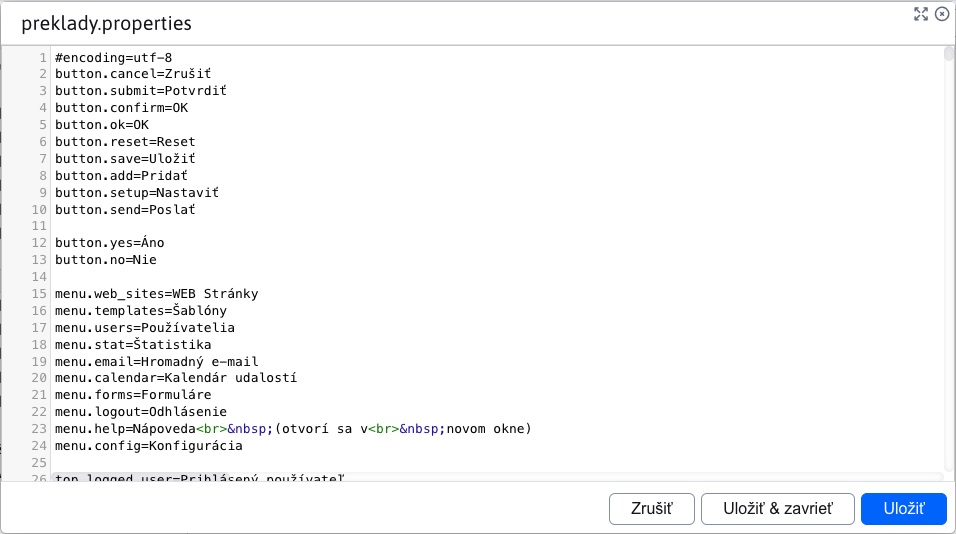 preklady.properties
1 #encoding=utf-8
2 button.cancel=Zrušiť
3 button.submit=Potvrdiť
4 button.confirm=OK
5 button.ok=OK
6 button.reset=Reset
7 button.save=Uložiť
8 button.add=Pridať
9 button.setup=Nastaviť
10 button.send=Poslať
11
12 button.yes=Áno
13 button.no=Nie
14
15 menu.web_sites=WEB Stránky
16 menu.templates=Šablóny
17 menu.users=Používatelia
18 menu.stat=Štatistika
19 menu.email=Hromadný e-mail
20 menu.calendar=Kalendár udalostí
21 menu.forms=Formuláre
22 menu.logout=Odhlásenie
23 menu.help=Nápoveda<br>&nbsp;(otvorí sa v<br>&nbsp;novom okne)
24 menu.config=Konfigurácia
25
26 top.logged_user=Prihlásený používateľ
Zrušiť
Uložiť & zavrieť
Uložiť